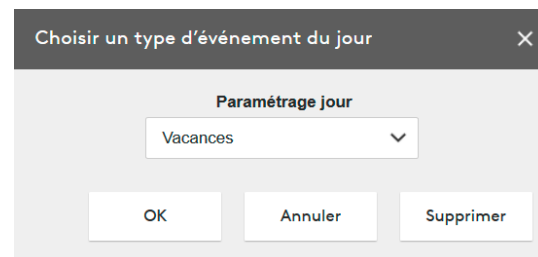 Choisir un type d'événement du jour
Paramétrage jour
Vacances
OK Annuler Supprimer